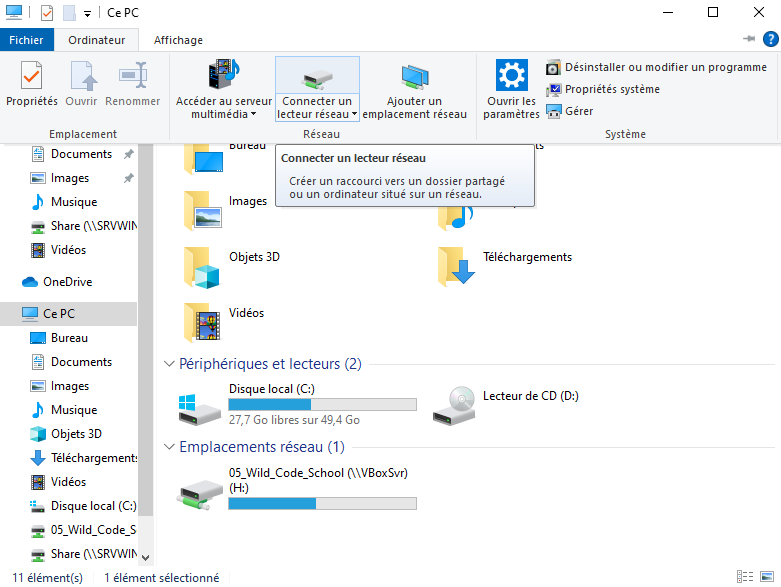 Ce PC
Fichier
Ordinateur
Affichage
Propriétés
Ouvrir
Renommer
Emplacement
Accéder au serveur
multimédia
Connecter un
lecteur réseau
Ajouter un
emplacement réseau
Réseau
Ouvrir les
paramètres
Désinstaller ou modifier un programme
Propriétés système
Gérer
Système
Connecter un lecteur réseau
Créer un raccourci vers un dossier partagé
ou un ordinateur situé sur un réseau.
Documents
Images
Musique
Share (\\SRVWIN
Vidéos
OneDrive
Ce PC
Bureau
Documents
Images
Musique
Objets 3D
Téléchargements
Vidéos
Disque local (C:)
05_Wild_Code_S
Share (\\SRVWIN
Bureau
Images
Objets 3D
Téléchargements
Vidéos
Périphériques et lecteurs (2)
Disque local (C:)
27,7 Go libres sur 49,4 Go
Lecteur de CD (D:)
Emplacements réseau (1)
05_Wild_Code_School (\\VBoxSvr)
(H:)
11 élément(s)
1 élément sélectionné